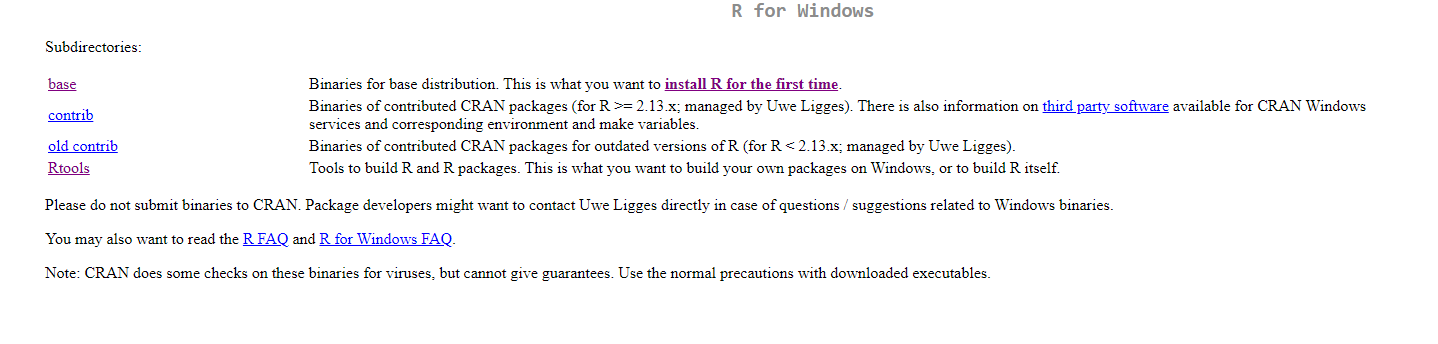 R for Windows
Subdirectories:
base Binaries for base distribution. This is what you want to install R for the first time.
contrib Binaries of contributed CRAN packages (for R >= 2.13.x; managed by Uwe Ligges). There is also information on third party software available for CRAN Windows
services and corresponding environment and make variables.
old contrib Binaries of contributed CRAN packages for outdated versions of R (for R < 2.13.x; managed by Uwe Ligges).
Rtools Tools to build R and R packages. This is what you want to build your own packages on Windows, or to build R itself.
Please do not submit binaries to CRAN. Package developers might want to contact Uwe Ligges directly in case of questions / suggestions related to Windows binaries.
You may also want to read the R FAQ and R for Windows FAQ.
Note: CRAN does some checks on these binaries for viruses, but cannot give guarantees. Use the normal precautions with downloaded executables.